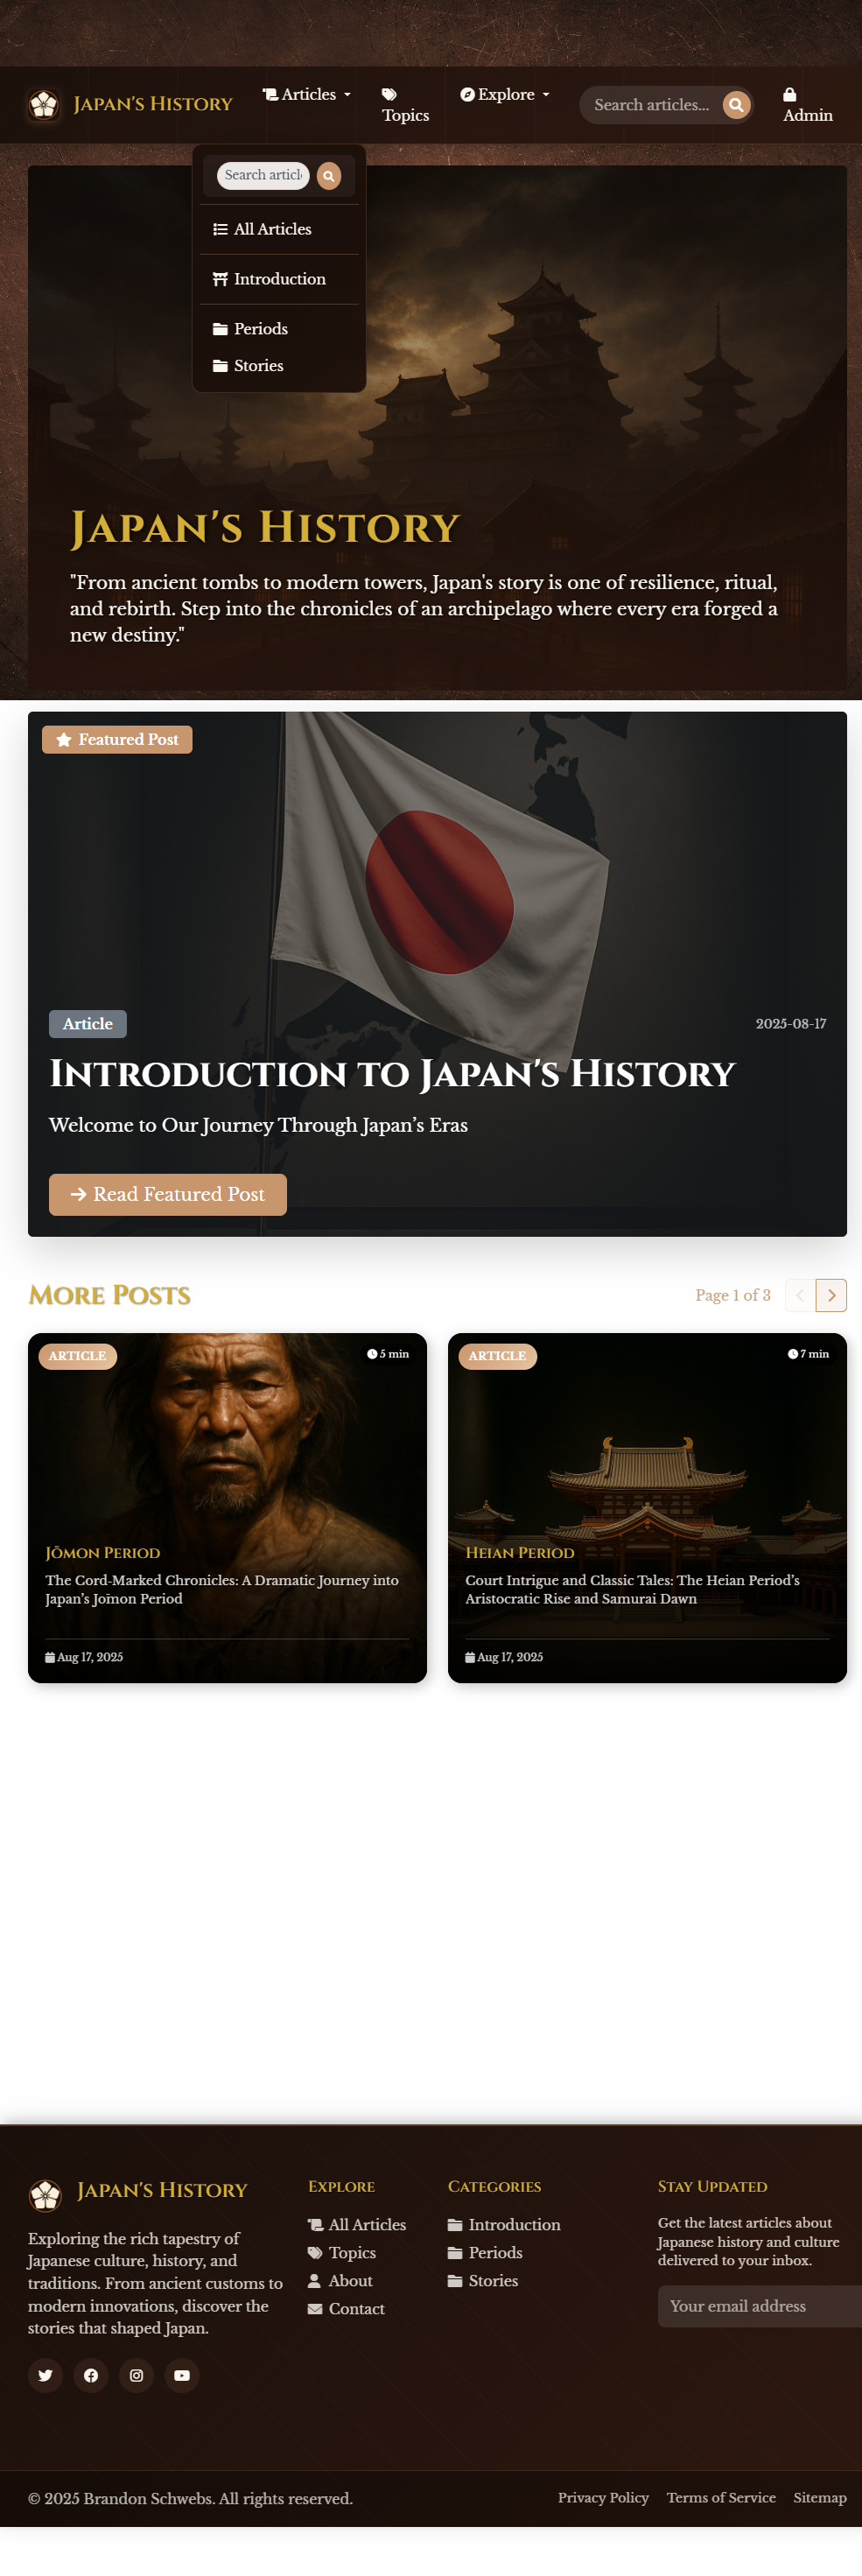 Japan's History
Articles
Topics
Explore
Search articles...
Admin
Search articl
All Articles
Introduction
Periods
Stories
Japan's History
"From ancient tombs to modern towers, Japan's story is one of resilience, ritual,
and rebirth. Step into the chronicles of an archipelago where every era forged a
new destiny."
Featured Post
Article
2025-08-17
Introduction to Japan's History
Welcome to Our Journey Through Japan’s Eras
Read Featured Post
More Posts
Page 1 of 3
ARTICLE
5 min
Jōmon Period
The Cord-Marked Chronicles: A Dramatic Journey into
Japan’s Jōmon Period
Aug 17, 2025
ARTICLE
7 min
Heian Period
Court Intrigue and Classic Tales: The Heian Period’s
Aristocratic Rise and Samurai Dawn
Aug 17, 2025
Japan's History
Exploring the rich tapestry of
Japanese culture, history, and
traditions. From ancient customs to
modern innovations, discover the
stories that shaped Japan.
Explore
All Articles
Topics
About
Contact
Categories
Introduction
Periods
Stories
Stay Updated
Get the latest articles about
Japanese history and culture
delivered to your inbox.
Your email address
© 2025 Brandon Schwebs. All rights reserved.
Privacy Policy
Terms of Service
Sitemap